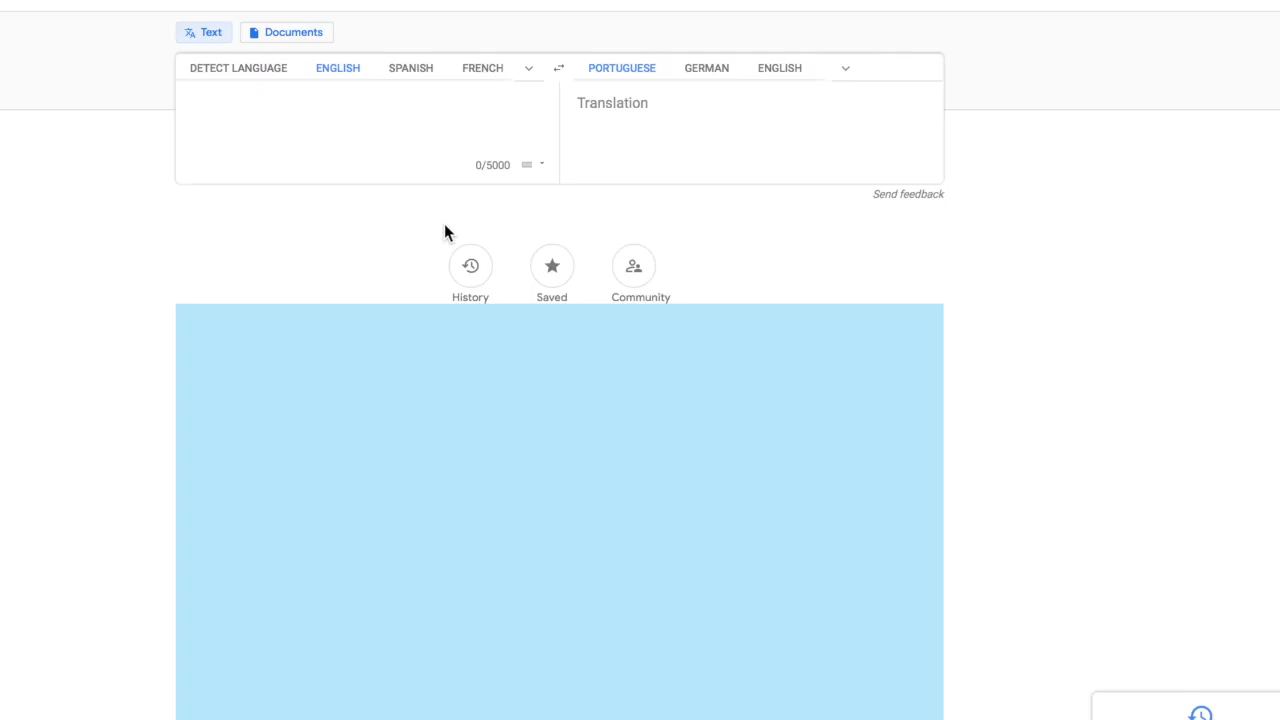 Text Documents
DETECT LANGUAGE ENGLISH SPANISH FRENCH PORTUGUESE GERMAN ENGLISH
Translation
0/5000
Send feedback
History Saved Community